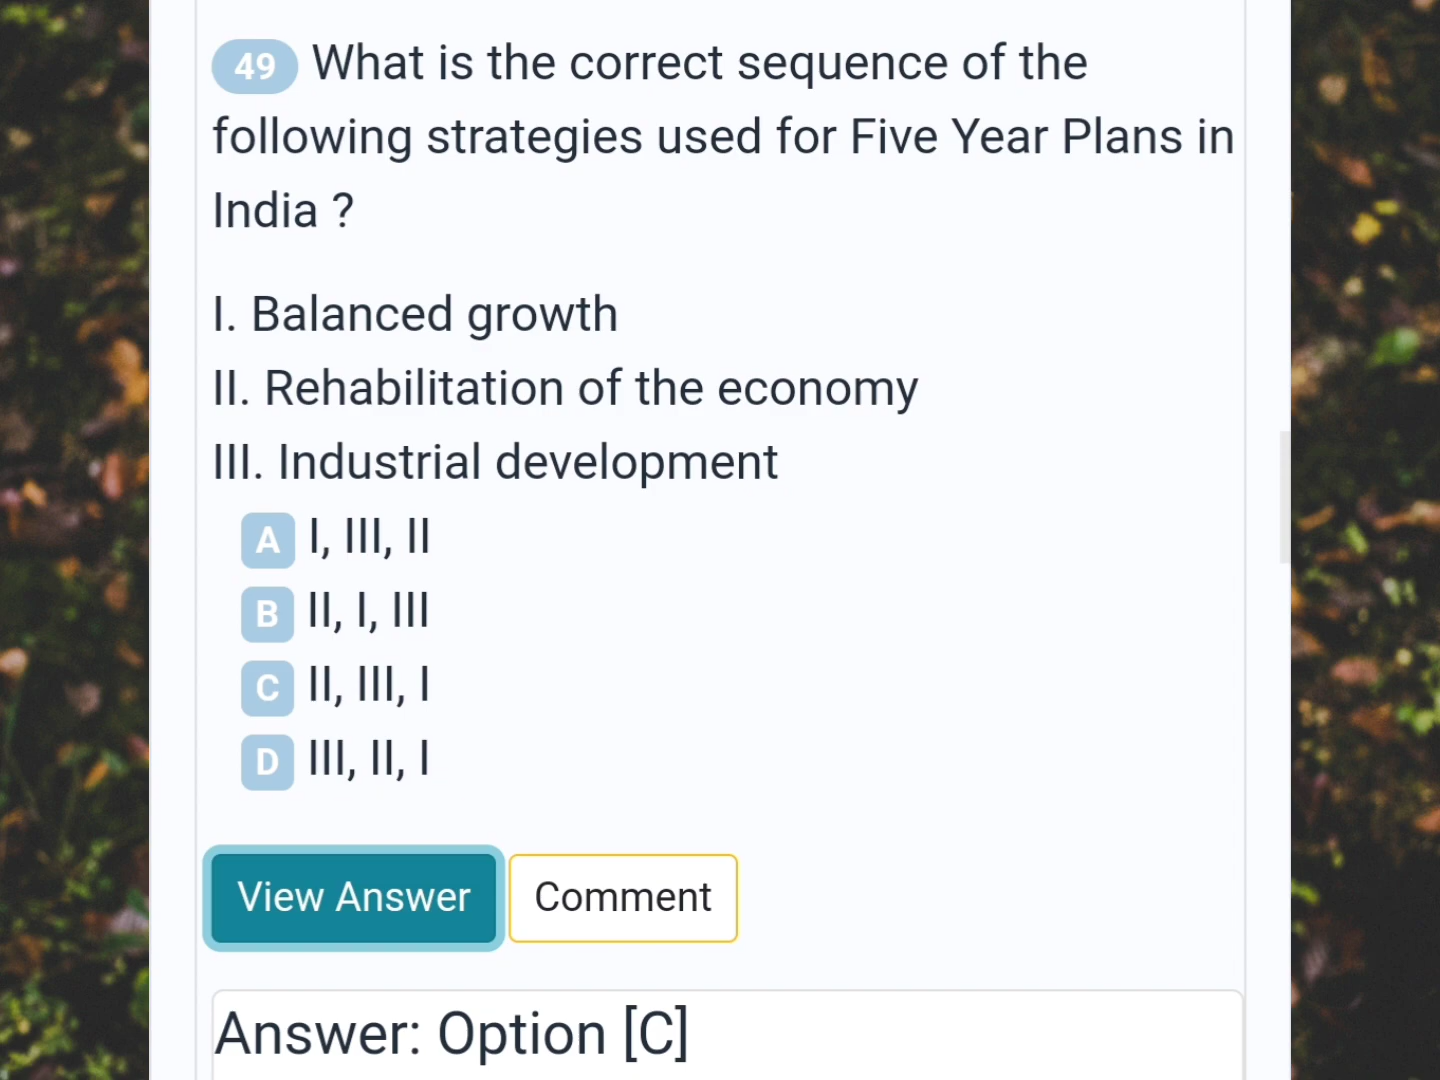 49 What is the correct sequence of the
following strategies used for Five Year Plans in
India ?
I. Balanced growth
II. Rehabilitation of the economy
III. Industrial development
A I, III, II
B II, I, III
C II, III, I
D III, II, I
View Answer Comment
Answer: Option [C]